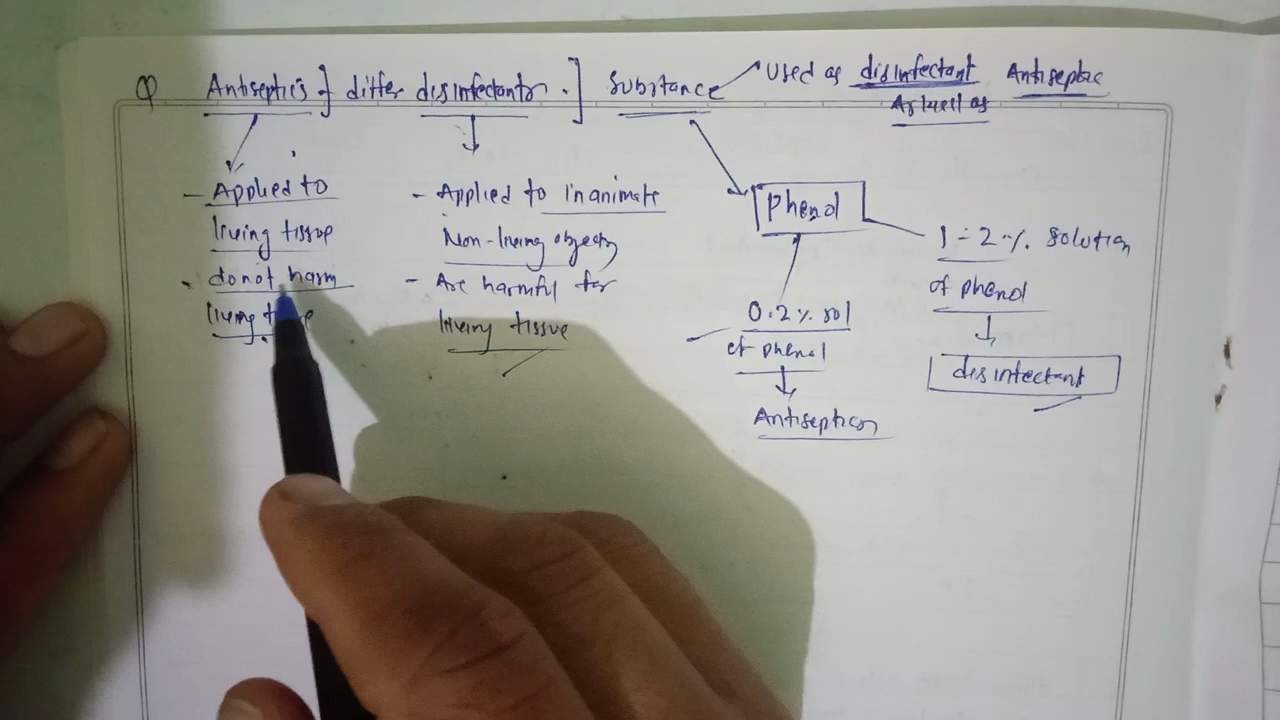 Q Antiseptics } differ disinfectants . ] Substance Used as disinfectant Antiseptic
As well as
- Applied to
living tissue
- do not harm
living
- Applied to inanimate
Non-living objects
- Are harmful for
living tissue
Phenol
0.2 % sol
of phenol
Antiseptics
1-2 % solution
of phenol
disinfectant